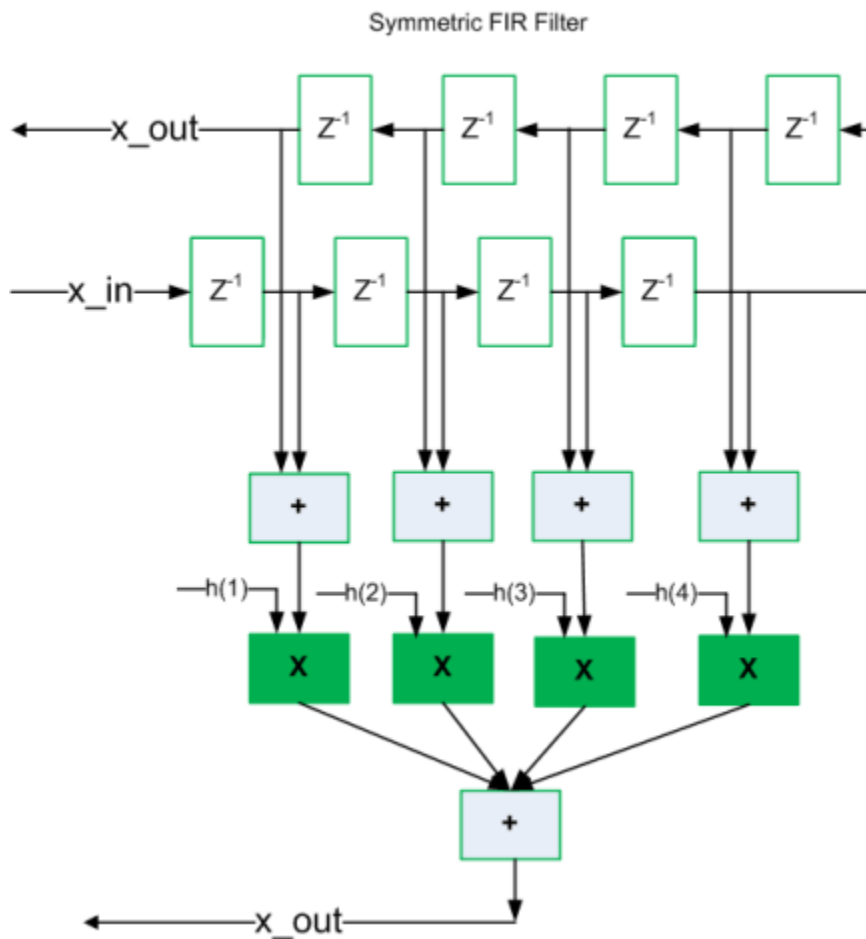 Symmetric FIR Filter
x_out Z⁻¹ Z⁻¹ Z⁻¹ Z⁻¹
x_in Z⁻¹ Z⁻¹ Z⁻¹ Z⁻¹
+ + + +
h(1) h(2) h(3) h(4)
X X X X
+
x_out